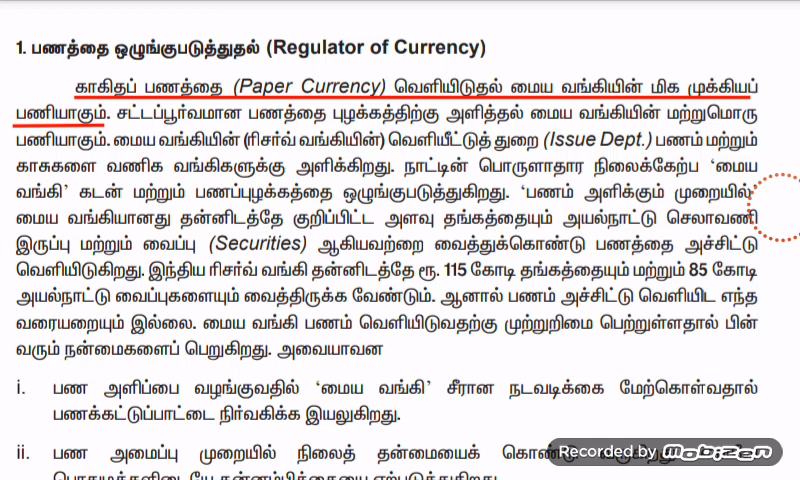 1. பணத்தை ஒழுங்குபடுத்துதல் (Regulator of Currency)
காகிதப் பணத்தை (Paper Currency) வெளியிடுதல் மைய வங்கியின் மிக முக்கியப்
பணியாகும். சட்டப்பூர்வமான பணத்தை புழக்கத்திற்கு அளித்தல் மைய வங்கியின் மற்றுமொரு
பணியாகும். மைய வங்கியின் (ரிசர்வ் வங்கியின்) வெளியீட்டுத் துறை (Issue Dept.) பணம் மற்றும்
காசுகளை வணிக வங்கிகளுக்கு அளிக்கிறது. நாட்டின் பொருளாதார நிலைக்கேற்ப ‘மைய
வங்கி’ கடன் மற்றும் பணப்புழக்கத்தை ஒழுங்குபடுத்துகிறது. ‘பணம் அளிக்கும் முறையில்’
மைய வங்கியானது தன்னிடத்தே குறிப்பிட்ட அளவு தங்கத்தையும் அயல்நாட்டு செலாவணி
இருப்பு மற்றும் வைப்பு (Securities) ஆகியவற்றை வைத்துக்கொண்டு பணத்தை அச்சிட்டு
வெளியிடுகிறது. இந்திய ரிசர்வ் வங்கி தன்னிடத்தே ரூ. 115 கோடி தங்கத்தையும் மற்றும் 85 கோடி
அயல்நாட்டு வைப்புகளையும் வைத்திருக்க வேண்டும். ஆனால் பணம் அச்சிட்டு வெளியிட எந்த
வரையறையும் இல்லை. மைய வங்கி பணம் வெளியிடுவதற்கு முற்றுறிமை பெற்றுள்ளதால் பின்
வரும் நன்மைகளைப் பெறுகிறது. அவையாவன
i. பண அளிப்பை வழங்குவதில் ‘மைய வங்கி’ சீரான நடவடிக்கை மேற்கொள்வதால்
பணக்கட்டுப்பாட்டை நிர்வகிக்க இயலுகிறது.
ii. பண அமைப்பு முறையில் நிலைத் தன்மையைக் கொண்டு
Recorded by mobizen